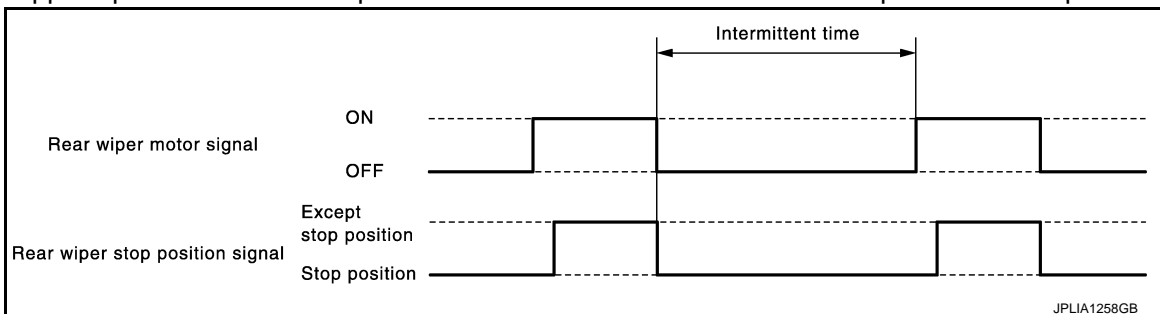 Intermittent time
ON
Rear wiper motor signal
OFF
Except
stop position
Rear wiper stop position signal
Stop position
JPLIA1258GB